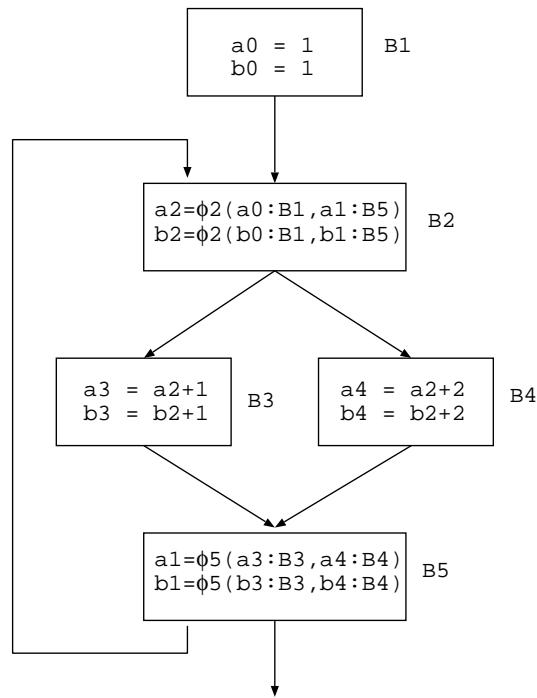 a0 = 1
b0 = 1
B1
a2=ϕ2(a0:B1,a1:B5)
b2=ϕ2(b0:B1,b1:B5)
B2
a3 = a2+1
b3 = b2+1
B3
a4 = a2+2
b4 = b2+2
B4
a1=ϕ5(a3:B3,a4:B4)
b1=ϕ5(b3:B3,b4:B4)
B5